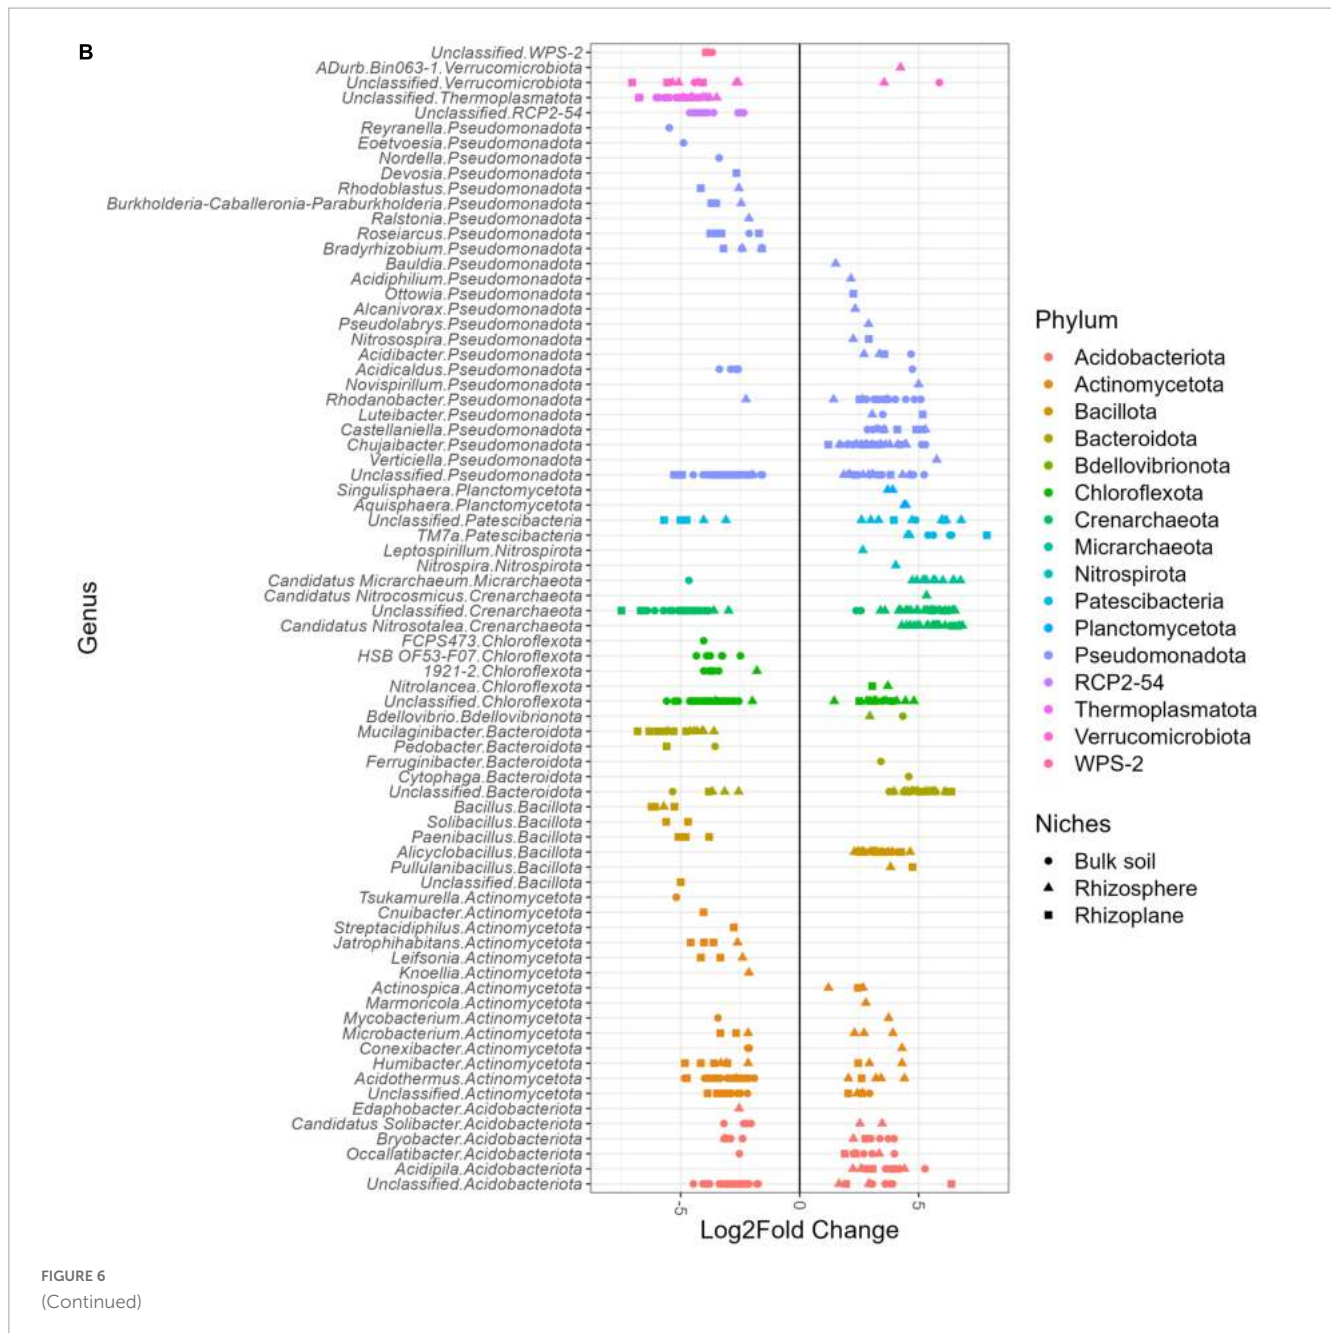 B
Unclassified.WPS-2
ADurb.Bin063-1.Verrucomicrobiota
Unclassified.Verrucomicrobiota
Unclassified.Thermoplasmatota
Unclassified.RCP2-54
Reyranella.Pseudomonadota
Eoetvoesia.Pseudomonadota
Nordella.Pseudomonadota
Devosia.Pseudomonadota
Rhodoblastus.Pseudomonadota
Burkholderia-Caballeronia-Paraburkholderia.Pseudomonadota
Ralstonia.Pseudomonadota
Roseiarcus.Pseudomonadota
Bradyrhizobium.Pseudomonadota
Bauldia.Pseudomonadota
Acidiphilium.Pseudomonadota
Ottowia.Pseudomonadota
Alcanivorax.Pseudomonadota
Pseudolabrys.Pseudomonadota
Nitrosospira.Pseudomonadota
Acidibacter.Pseudomonadota
Acidicaldus.Pseudomonadota
Novispirillum.Pseudomonadota
Rhodanobacter.Pseudomonadota
Luteibacter.Pseudomonadota
Castellaniella.Pseudomonadota
Chujaibacter.Pseudomonadota
Verticiella.Pseudomonadota
Unclassified.Pseudomonadota
Singulisphaera.Planctomycetota
Aquisphaera.Planctomycetota
Unclassified.Patescibacteria
TM7a.Patescibacteria
Leptospirillum.Nitrospirota
Nitrospira.Nitrospirota
Candidatus Micrarchaeum.Micrarchaeota
Candidatus Nitrocosmicus.Crenarchaeota
Unclassified.Crenarchaeota
Candidatus Nitrosotalea.Crenarchaeota
FCPS473.Chloroflexota
HSB OF53-F07.Chloroflexota
1921-2.Chloroflexota
Nitrolancea.Chloroflexota
Unclassified.Chloroflexota
Bdellovibrio.Bdellovibrionota
Mucilaginibacter.Bacteroidota
Pedobacter.Bacteroidota
Ferruginibacter.Bacteroidota
Cytophaga.Bacteroidota
Unclassified.Bacteroidota
Bacillus.Bacillota
Solibacillus.Bacillota
Paenibacillus.Bacillota
Alicyclobacillus.Bacillota
Pullulanibacillus.Bacillota
Unclassified.Bacillota
Tsukamurella.Actinomycetota
Cnuibacter.Actinomycetota
Streptacidiphilus.Actinomycetota
Jatrophihabitans.Actinomycetota
Leifsonia.Actinomycetota
Knoellia.Actinomycetota
Actinospica.Actinomycetota
Marmoricola.Actinomycetota
Mycobacterium.Actinomycetota
Microbacterium.Actinomycetota
Conexibacter.Actinomycetota
Humibacter.Actinomycetota
Acidothermus.Actinomycetota
Unclassified.Actinomycetota
Edaphobacter.Acidobacteriota
Candidatus Solibacter.Acidobacteriota
Bryobacter.Acidobacteriota
Occallatibacter.Acidobacteriota
Acidipila.Acidobacteriota
Unclassified.Acidobacteriota
Genus
-5 0 5
Log2Fold Change
Phylum
Acidobacteriota
Actinomycetota
Bacillota
Bacteroidota
Bdellovibrionota
Chloroflexota
Crenarchaeota
Micrarchaeota
Nitrospirota
Patescibacteria
Planctomycetota
Pseudomonadota
RCP2-54
Thermoplasmatota
Verrucomicrobiota
WPS-2
Niches
Bulk soil
Rhizosphere
Rhizoplane
FIGURE 6
(Continued)